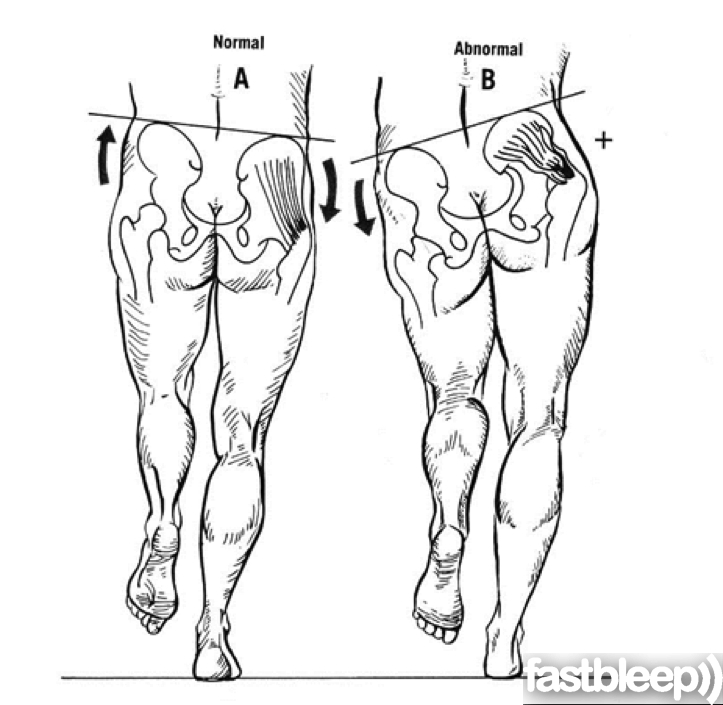 Normal
A
Abnormal
B
+
fastbleep))